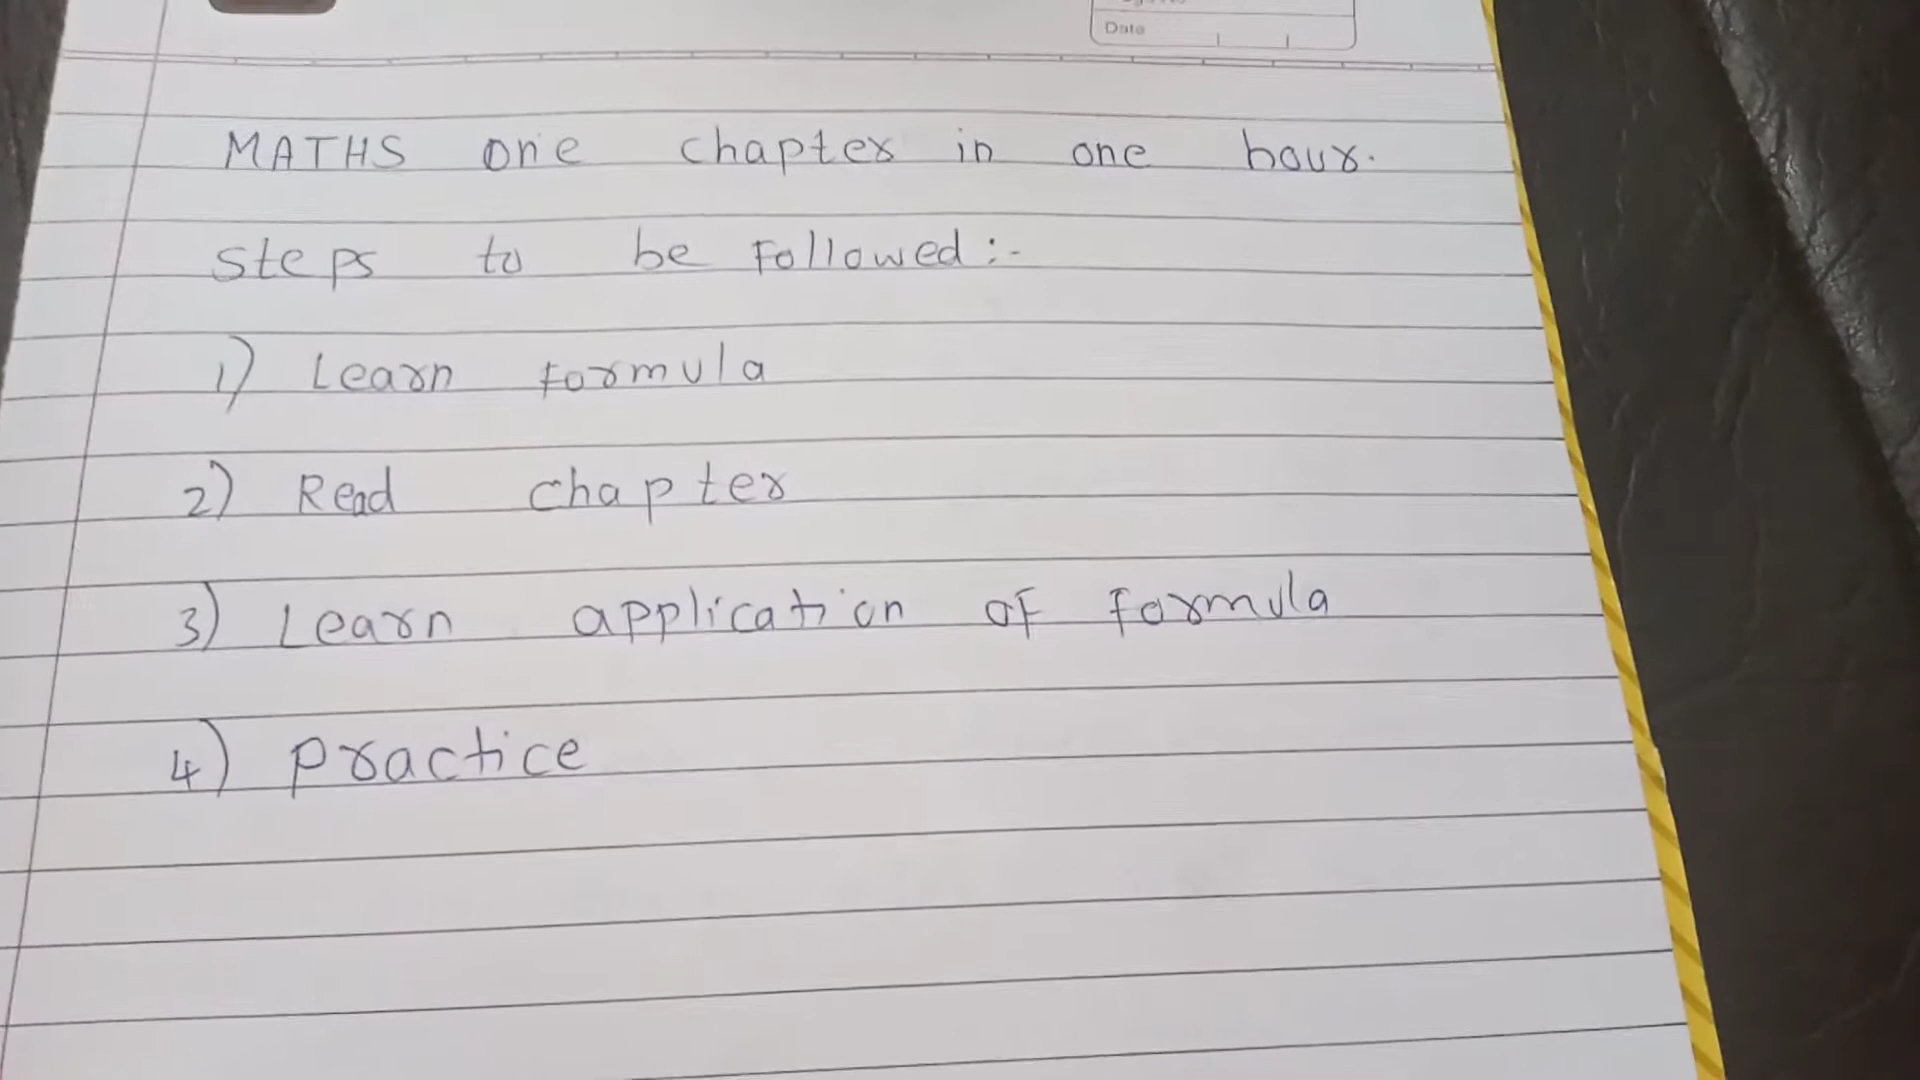 Date
MATHS one chapter in one hour.
steps to be Followed :-
1) Learn formula
2) Read chapter
3) Learn application of formula
4) practice